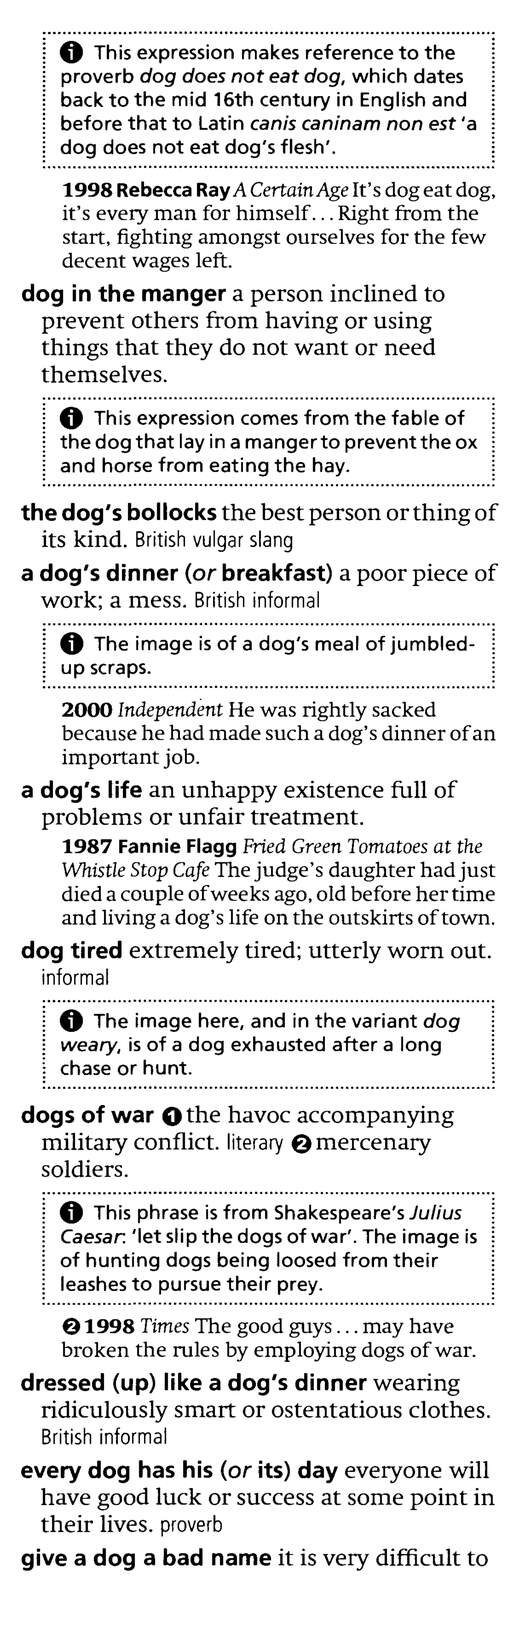 ℹ This expression makes reference to the
proverb dog does not eat dog, which dates
back to the mid 16th century in English and
before that to Latin canis caninam non est 'a
dog does not eat dog's flesh'.
1998 Rebecca Ray A Certain Age It's dog eat dog,
it's every man for himself... Right from the
start, fighting amongst ourselves for the few
decent wages left.
dog in the manger a person inclined to
prevent others from having or using
things that they do not want or need
themselves.
ℹ This expression comes from the fable of
the dog that lay in a manger to prevent the ox
and horse from eating the hay.
the dog's bollocks the best person or thing of
its kind. British vulgar slang
a dog's dinner (or breakfast) a poor piece of
work; a mess. British informal
ℹ The image is of a dog's meal of jumbled-
up scraps.
2000 Independent He was rightly sacked
because he had made such a dog's dinner of an
important job.
a dog's life an unhappy existence full of
problems or unfair treatment.
1987 Fannie Flagg Fried Green Tomatoes at the
Whistle Stop Cafe The judge's daughter had just
died a couple of weeks ago, old before her time
and living a dog's life on the outskirts of town.
dog tired extremely tired; utterly worn out.
informal
ℹ The image here, and in the variant dog
weary, is of a dog exhausted after a long
chase or hunt.
dogs of war ❶ the havoc accompanying
military conflict. literary ❷ mercenary
soldiers.
ℹ This phrase is from Shakespeare's Julius
Caesar: 'let slip the dogs of war'. The image is
of hunting dogs being loosed from their
leashes to pursue their prey.
❷ 1998 Times The good guys... may have
broken the rules by employing dogs of war.
dressed (up) like a dog's dinner wearing
ridiculously smart or ostentatious clothes.
British informal
every dog has his (or its) day everyone will
have good luck or success at some point in
their lives. proverb
give a dog a bad name it is very difficult to